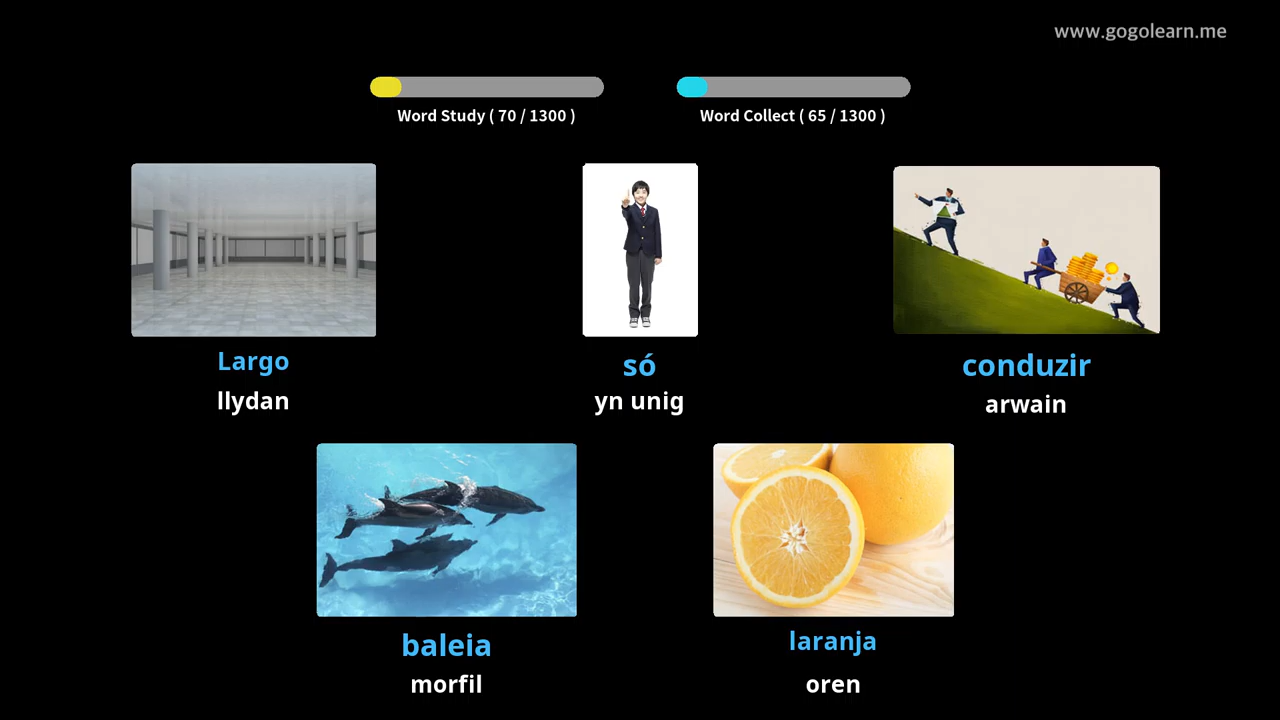 www.gogolearn.me
Word Study ( 70 / 1300 )
Word Collect ( 65 / 1300 )
Largo
llydan
só
yn unig
conduzir
arwain
baleia
morfil
laranja
oren